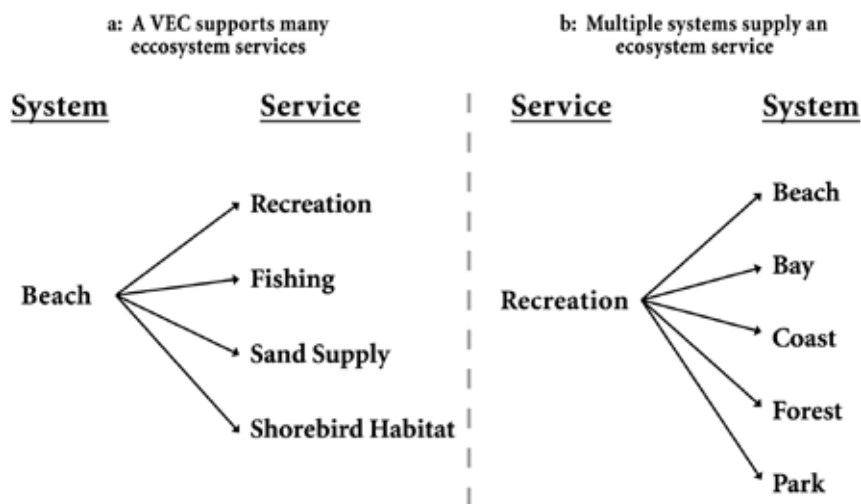 a: A VEC supports many
eccosystem services
System Service
Recreation
Fishing
Beach
Sand Supply
Shorebird Habitat
b: Multiple systems supply an
ecosystem service
Service System
Beach
Bay
Recreation
Coast
Forest
Park